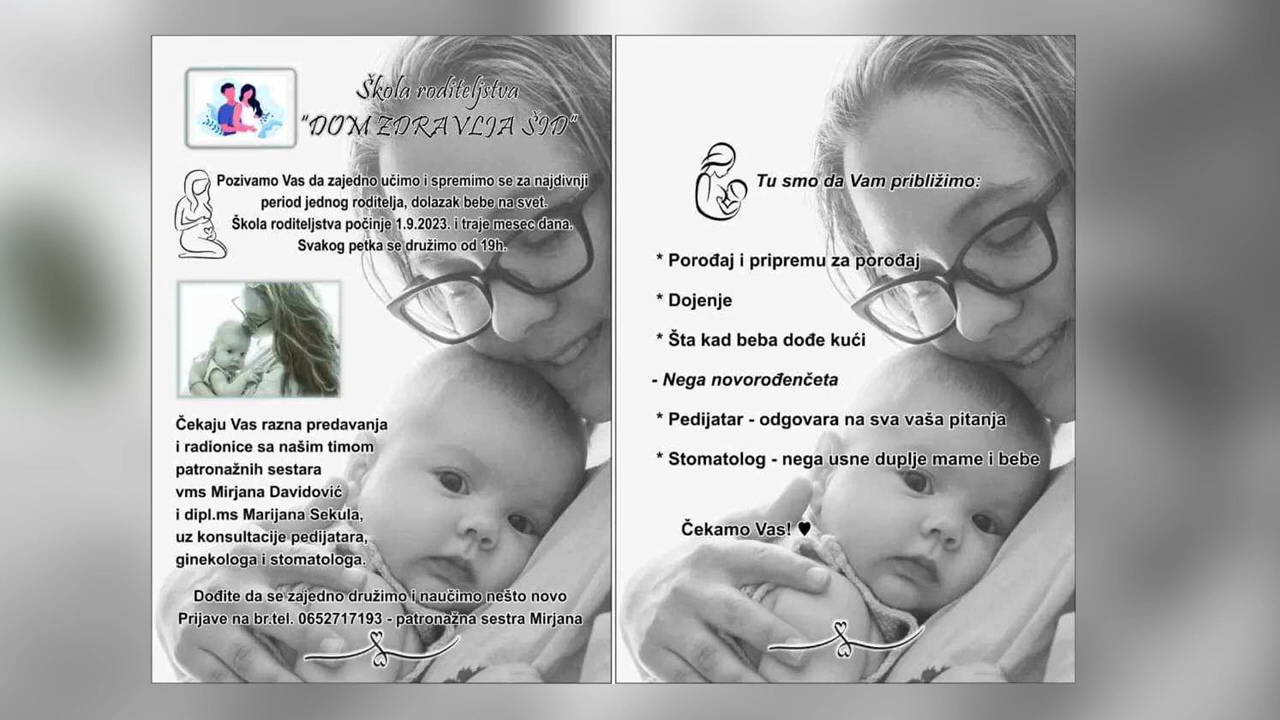 Škola roditeljstva
"DOM ZDRAVLJA ŠID"
Pozivamo Vas da zajedno učimo i spremimo se za najdivnji
period jednog roditelja, dolazak bebe na svet.
Škola roditeljstva počinje 1.9.2023. i traje mesec dana.
Svakog petka se družimo od 19h.
Čekaju Vas razna predavanja
i radionice sa našim timom
patronažnih sestara
vms Mirjana Davidović
i dipl.ms Marijana Sekula,
uz konsultacije pedijatara,
ginekologa i stomatologa.
Dođite da se zajedno družimo i naučimo nešto novo
Prijave na br.tel. 0652717193 - patronažna sestra Mirjana
Tu smo da Vam približimo:
* Porođaj i pripremu za porođaj
* Dojenje
* Šta kad beba dođe kući
- Nega novorođenčeta
* Pedijatar - odgovara na sva vaša pitanja
* Stomatolog - nega usne duplje mame i bebe
Čekamo Vas! ♥